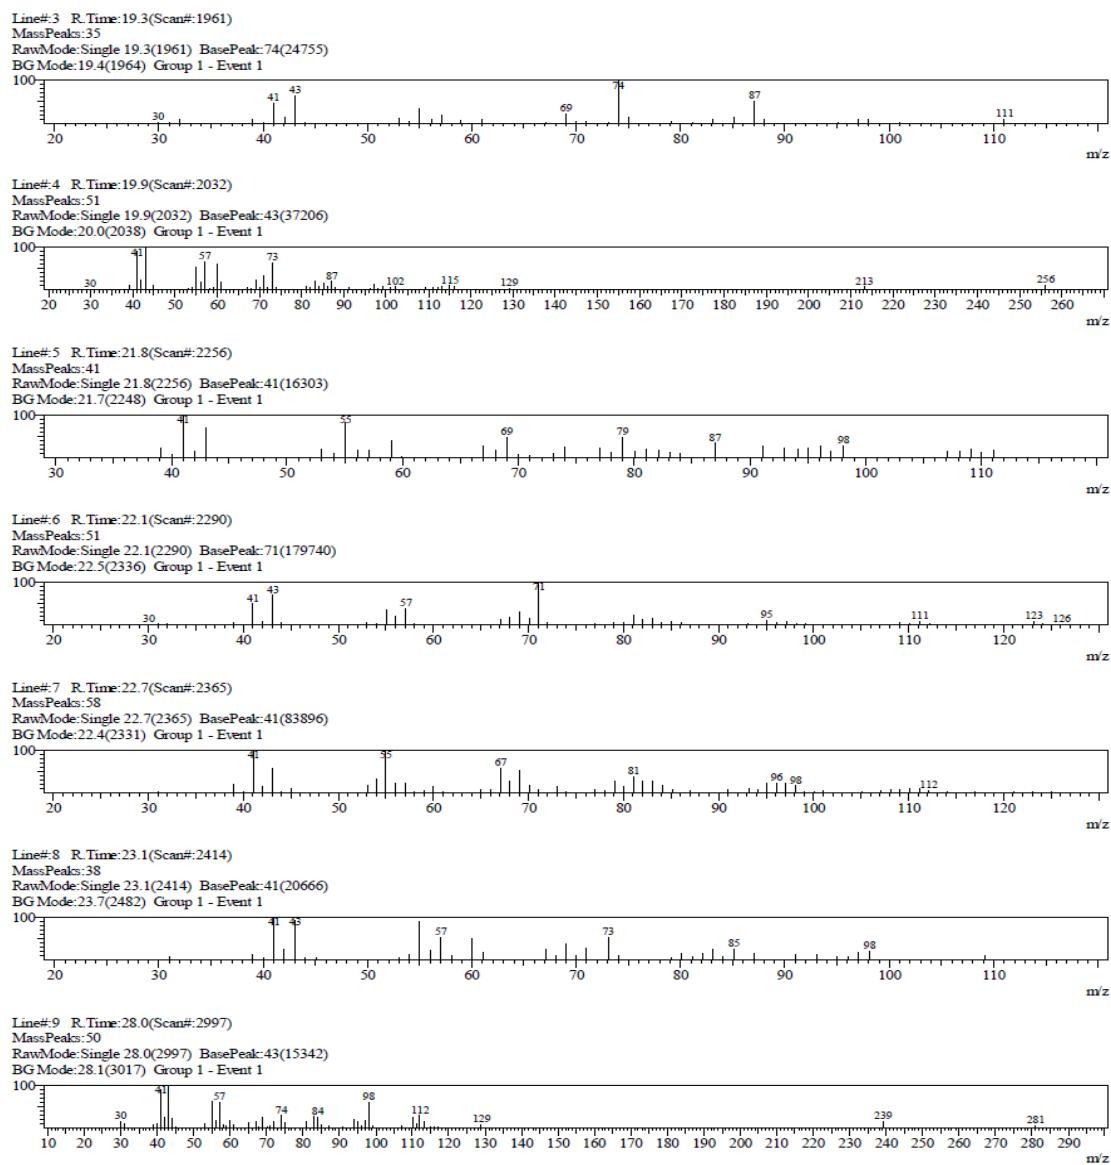 Line#:3 R.Time:19.3(Scan#:1961)
MassPeaks:35
RawMode:Single 19.3(1961) BasePeak:74(24755)
BG Mode:19.4(1964) Group 1 - Event 1
100
30 41 43 69 74 87 111
20 30 40 50 60 70 80 90 100 110
m/z
Line#:4 R.Time:19.9(Scan#:2032)
MassPeaks:51
RawMode:Single 19.9(2032) BasePeak:43(37206)
BG Mode:20.0(2038) Group 1 - Event 1
100
30 41 57 73 87 102 115 129 213 256
20 30 40 50 60 70 80 90 100 110 120 130 140 150 160 170 180 190 200 210 220 230 240 250 260
m/z
Line#:5 R.Time:21.8(Scan#:2256)
MassPeaks:41
RawMode:Single 21.8(2256) BasePeak:41(16303)
BG Mode:21.7(2248) Group 1 - Event 1
100
41 55 69 79 87 98
30 40 50 60 70 80 90 100 110
m/z
Line#:6 R.Time:22.1(Scan#:2290)
MassPeaks:51
RawMode:Single 22.1(2290) BasePeak:71(179740)
BG Mode:22.5(2336) Group 1 - Event 1
100
30 41 43 57 71 95 111 123 126
20 30 40 50 60 70 80 90 100 110 120
m/z
Line#:7 R.Time:22.7(Scan#:2365)
MassPeaks:58
RawMode:Single 22.7(2365) BasePeak:41(83896)
BG Mode:22.4(2331) Group 1 - Event 1
100
41 55 67 81 96 98 112
20 30 40 50 60 70 80 90 100 110 120
m/z
Line#:8 R.Time:23.1(Scan#:2414)
MassPeaks:38
RawMode:Single 23.1(2414) BasePeak:41(20666)
BG Mode:23.7(2482) Group 1 - Event 1
100
41 43 57 73 85 98
20 30 40 50 60 70 80 90 100 110
m/z
Line#:9 R.Time:28.0(Scan#:2997)
MassPeaks:50
RawMode:Single 28.0(2997) BasePeak:43(15342)
BG Mode:28.1(3017) Group 1 - Event 1
100
30 41 57 74 84 98 112 129 239 281
10 20 30 40 50 60 70 80 90 100 110 120 130 140 150 160 170 180 190 200 210 220 230 240 250 260 270 280 290
m/z